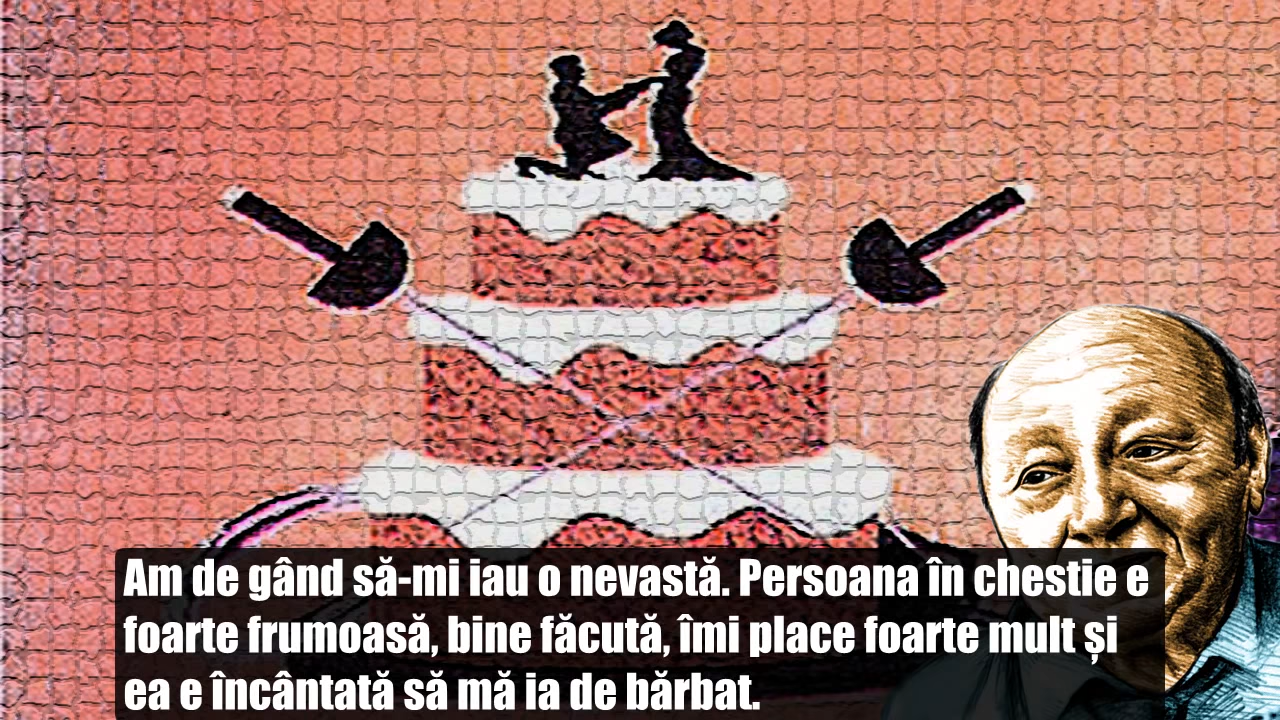 Am de gând să-mi iau o nevastă. Persoana în chestie e
foarte frumoasă, bine făcută, îmi place foarte mult și
ea e încântată să mă ia de bărbat.